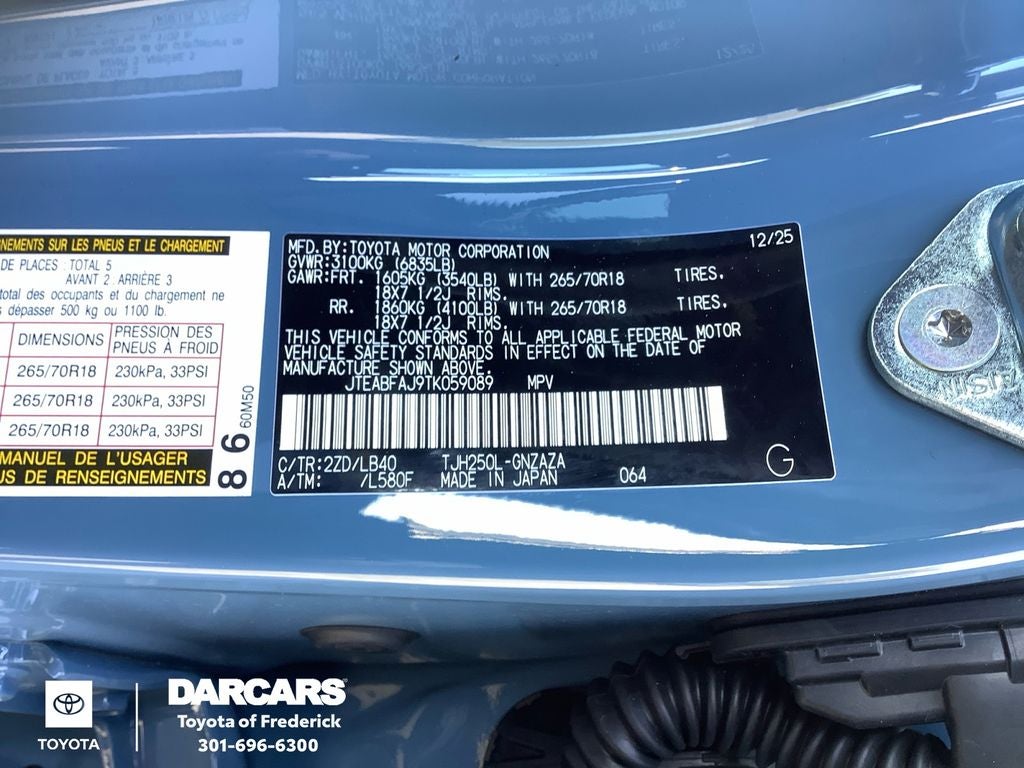 GNEMENTS SUR LES PNEUS ET LE CHARGEMENT
DE PLACES : TOTAL 5
AVANT 2 : ARRIÈRE 3
total des occupants et du chargement ne
dépasser 500 kg ou 1100 lb.
DIMENSIONS PRESSION DES PNEUS À FROID
265/70R18 230kPa, 33PSI
265/70R18 230kPa, 33PSI
265/70R18 230kPa, 33PSI
MANUEL DE L'USAGER
US DE RENSEIGNEMENTS
86
60M50
12/25
MFD.BY:TOYOTA MOTOR CORPORATION
GVWR:3100KG (6835LB)
GAWR:FRT. 1605KG (3540LB) WITH 265/70R18 TIRES.
18X7 1/2J RIMS.
RR. 1860KG (4100LB) WITH 265/70R18 TIRES.
18X7 1/2J RIMS.
THIS VEHICLE CONFORMS TO ALL APPLICABLE FEDERAL MOTOR
VEHICLE SAFETY STANDARDS IN EFFECT ON THE DATE OF
MANUFACTURE SHOWN ABOVE.
JTEABFAJ9TK059089 MPV
C/TR:2ZD/LB40 TJH250L-GNZAZA
A/TM: /L580F MADE IN JAPAN 064
G
TOYOTA
DARCARS
Toyota of Frederick
301-696-6300